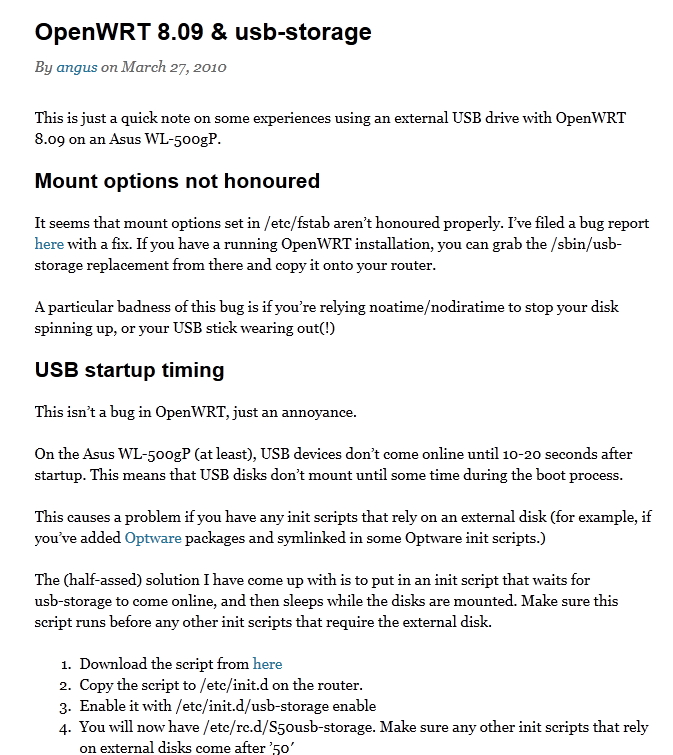 OpenWRT 8.09 & usb-storage
By angus on March 27, 2010
This is just a quick note on some experiences using an external USB drive with OpenWRT
8.09 on an Asus WL-500gP.
Mount options not honoured
It seems that mount options set in /etc/fstab aren’t honoured properly. I’ve filed a bug report
here with a fix. If you have a running OpenWRT installation, you can grab the /sbin/usb-
storage replacement from there and copy it onto your router.
A particular badness of this bug is if you’re relying noatime/nodiratime to stop your disk
spinning up, or your USB stick wearing out(!)
USB startup timing
This isn’t a bug in OpenWRT, just an annoyance.
On the Asus WL-500gP (at least), USB devices don’t come online until 10-20 seconds after
startup. This means that USB disks don’t mount until some time during the boot process.
This causes a problem if you have any init scripts that rely on an external disk (for example, if
you’ve added Optware packages and symlinked in some Optware init scripts.)
The (half-assed) solution I have come up with is to put in an init script that waits for
usb-storage to come online, and then sleeps while the disks are mounted. Make sure this
script runs before any other init scripts that require the external disk.
1. Download the script from here
2. Copy the script to /etc/init.d on the router.
3. Enable it with /etc/init.d/usb-storage enable
4. You will now have /etc/rc.d/S50usb-storage. Make sure any other init scripts that rely
on external disks come after ’50′